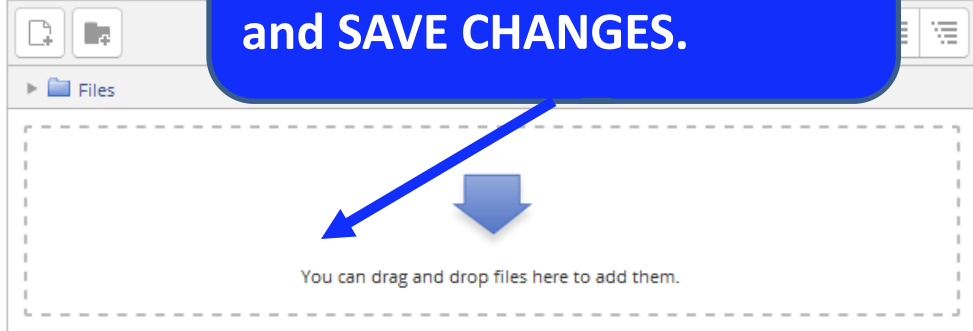 and SAVE CHANGES.
Files
You can drag and drop files here to add them.